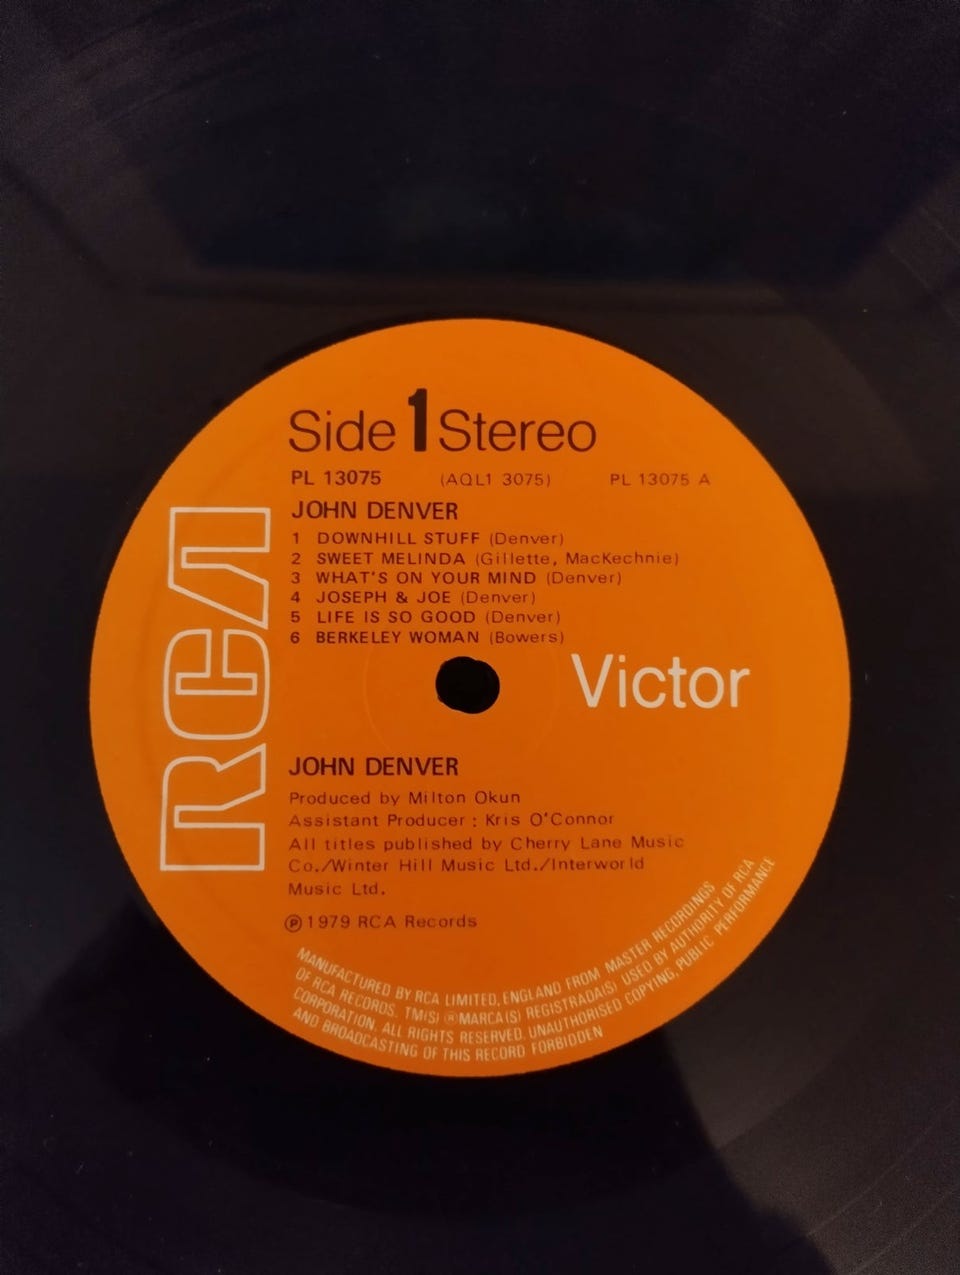 Side 1 Stereo
PL 13075 (AQL1 3075) PL 13075 A
JOHN DENVER
1 DOWNHILL STUFF (Denver)
2 SWEET MELINDA (Gillette, MacKechnie)
3 WHAT'S ON YOUR MIND (Denver)
4 JOSEPH & JOE (Denver)
5 LIFE IS SO GOOD (Denver)
6 BERKELEY WOMAN (Bowers)
RCA
Victor
JOHN DENVER
Produced by Milton Okun
Assistant Producer : Kris O'Connor
All titles published by Cherry Lane Music
Co./Winter Hill Music Ltd./Interworld
Music Ltd.
℗ 1979 RCA Records
MANUFACTURED BY RCA LIMITED, ENGLAND FROM MASTER RECORDINGS
OF RCA RECORDS. TM(S) ® MARCA(S) REGISTRADA(S) USED BY AUTHORITY OF RCA
CORPORATION. ALL RIGHTS RESERVED. UNAUTHORISED COPYING, PUBLIC PERFORMANCE
AND BROADCASTING OF THIS RECORD FORBIDDEN